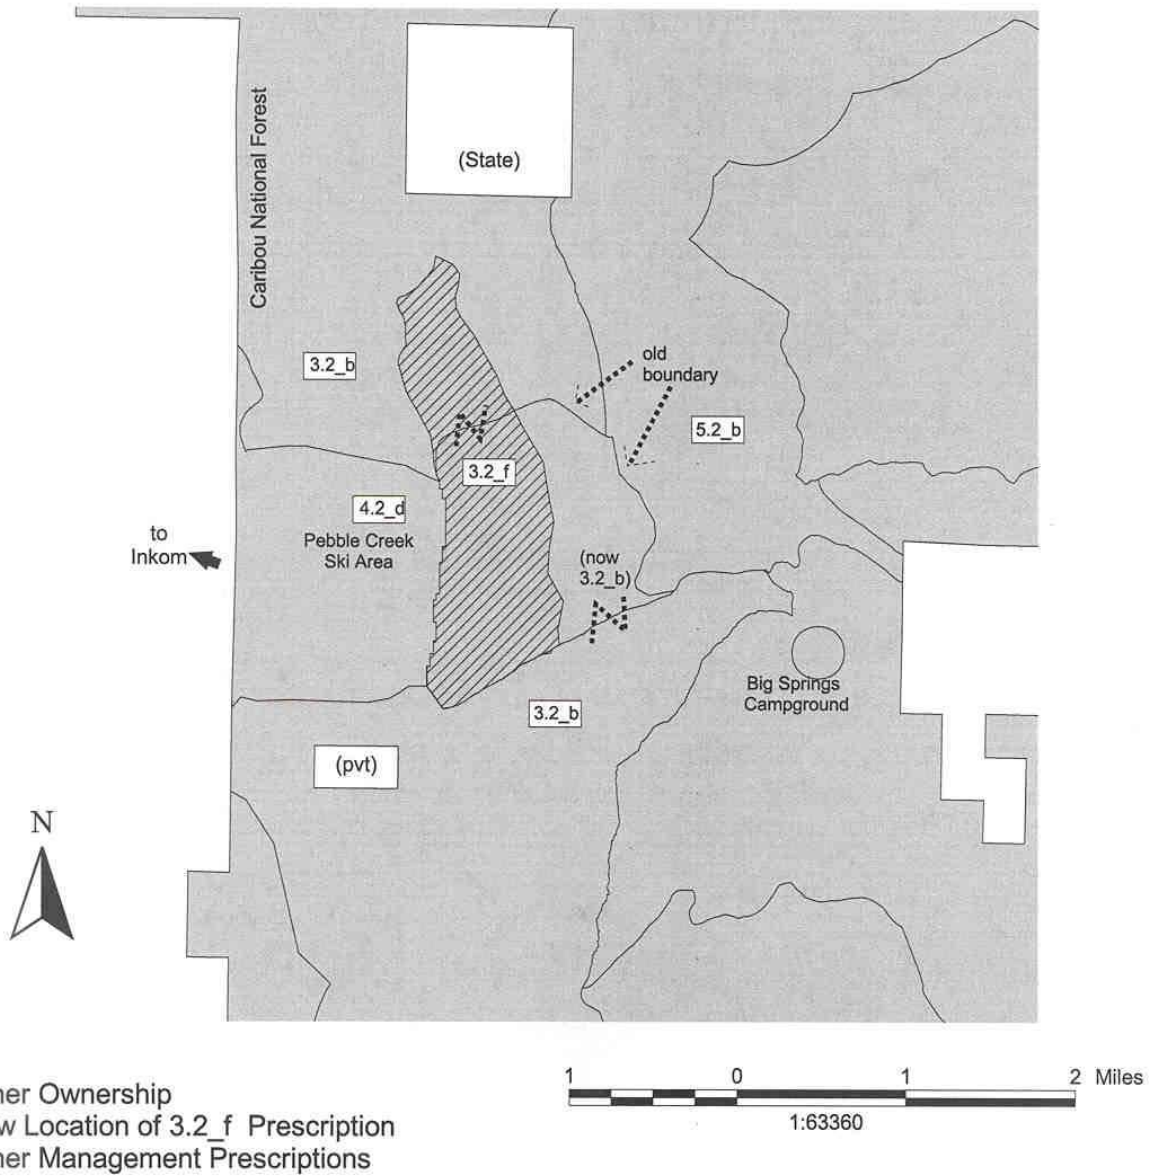 (State)
Caribou National Forest
old
boundary
3.2_b
5.2_b
3.2_f
4.2_d
Pebble Creek
Ski Area
to
Inkom
(now
3.2_b)
Big Springs
Campground
3.2_b
(pvt)
N
1 0 1 2 Miles
1:63360
her Ownership
w Location of 3.2_f Prescription
her Management Prescriptions